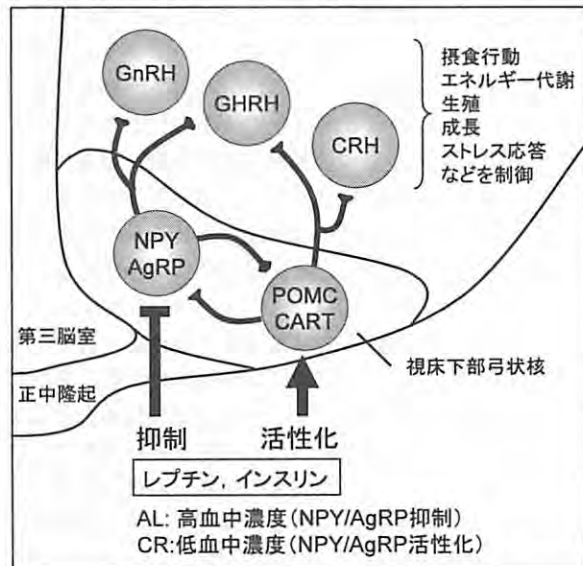 GnRH
GHRH
CRH
摂食行動
エネルギー代謝
生殖
成長
ストレス応答
などを制御
NPY
AgRP
POMC
CART
第三脳室
正中隆起
視床下部弓状核
抑制
活性化
レプチン, インスリン
AL: 高血中濃度(NPY/AgRP抑制)
CR:低血中濃度(NPY/AgRP活性化)